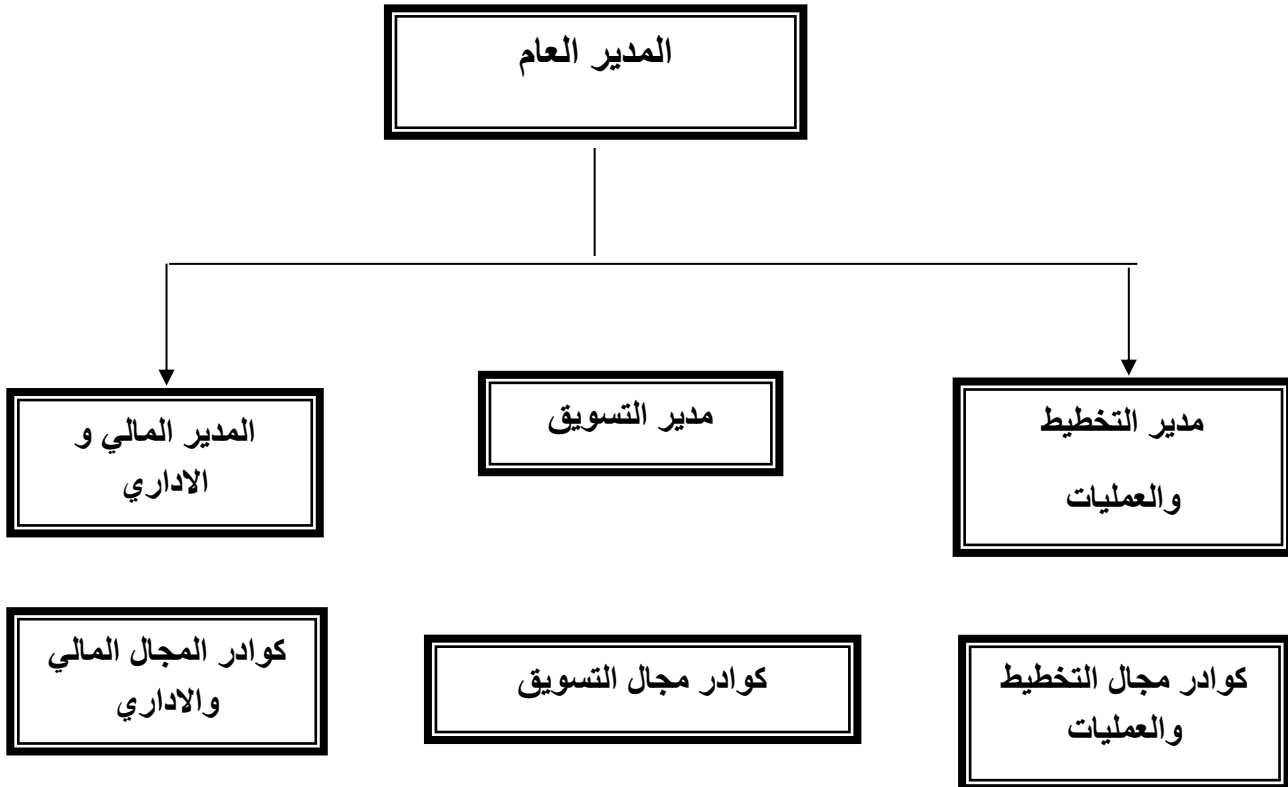 المدير العام
مدير التخطيط
والعمليات
مدير التسويق
المدير المالي و
الاداري
كوادر مجال التخطيط
والعمليات
كوادر مجال التسويق
كوادر المجال المالي
والاداري